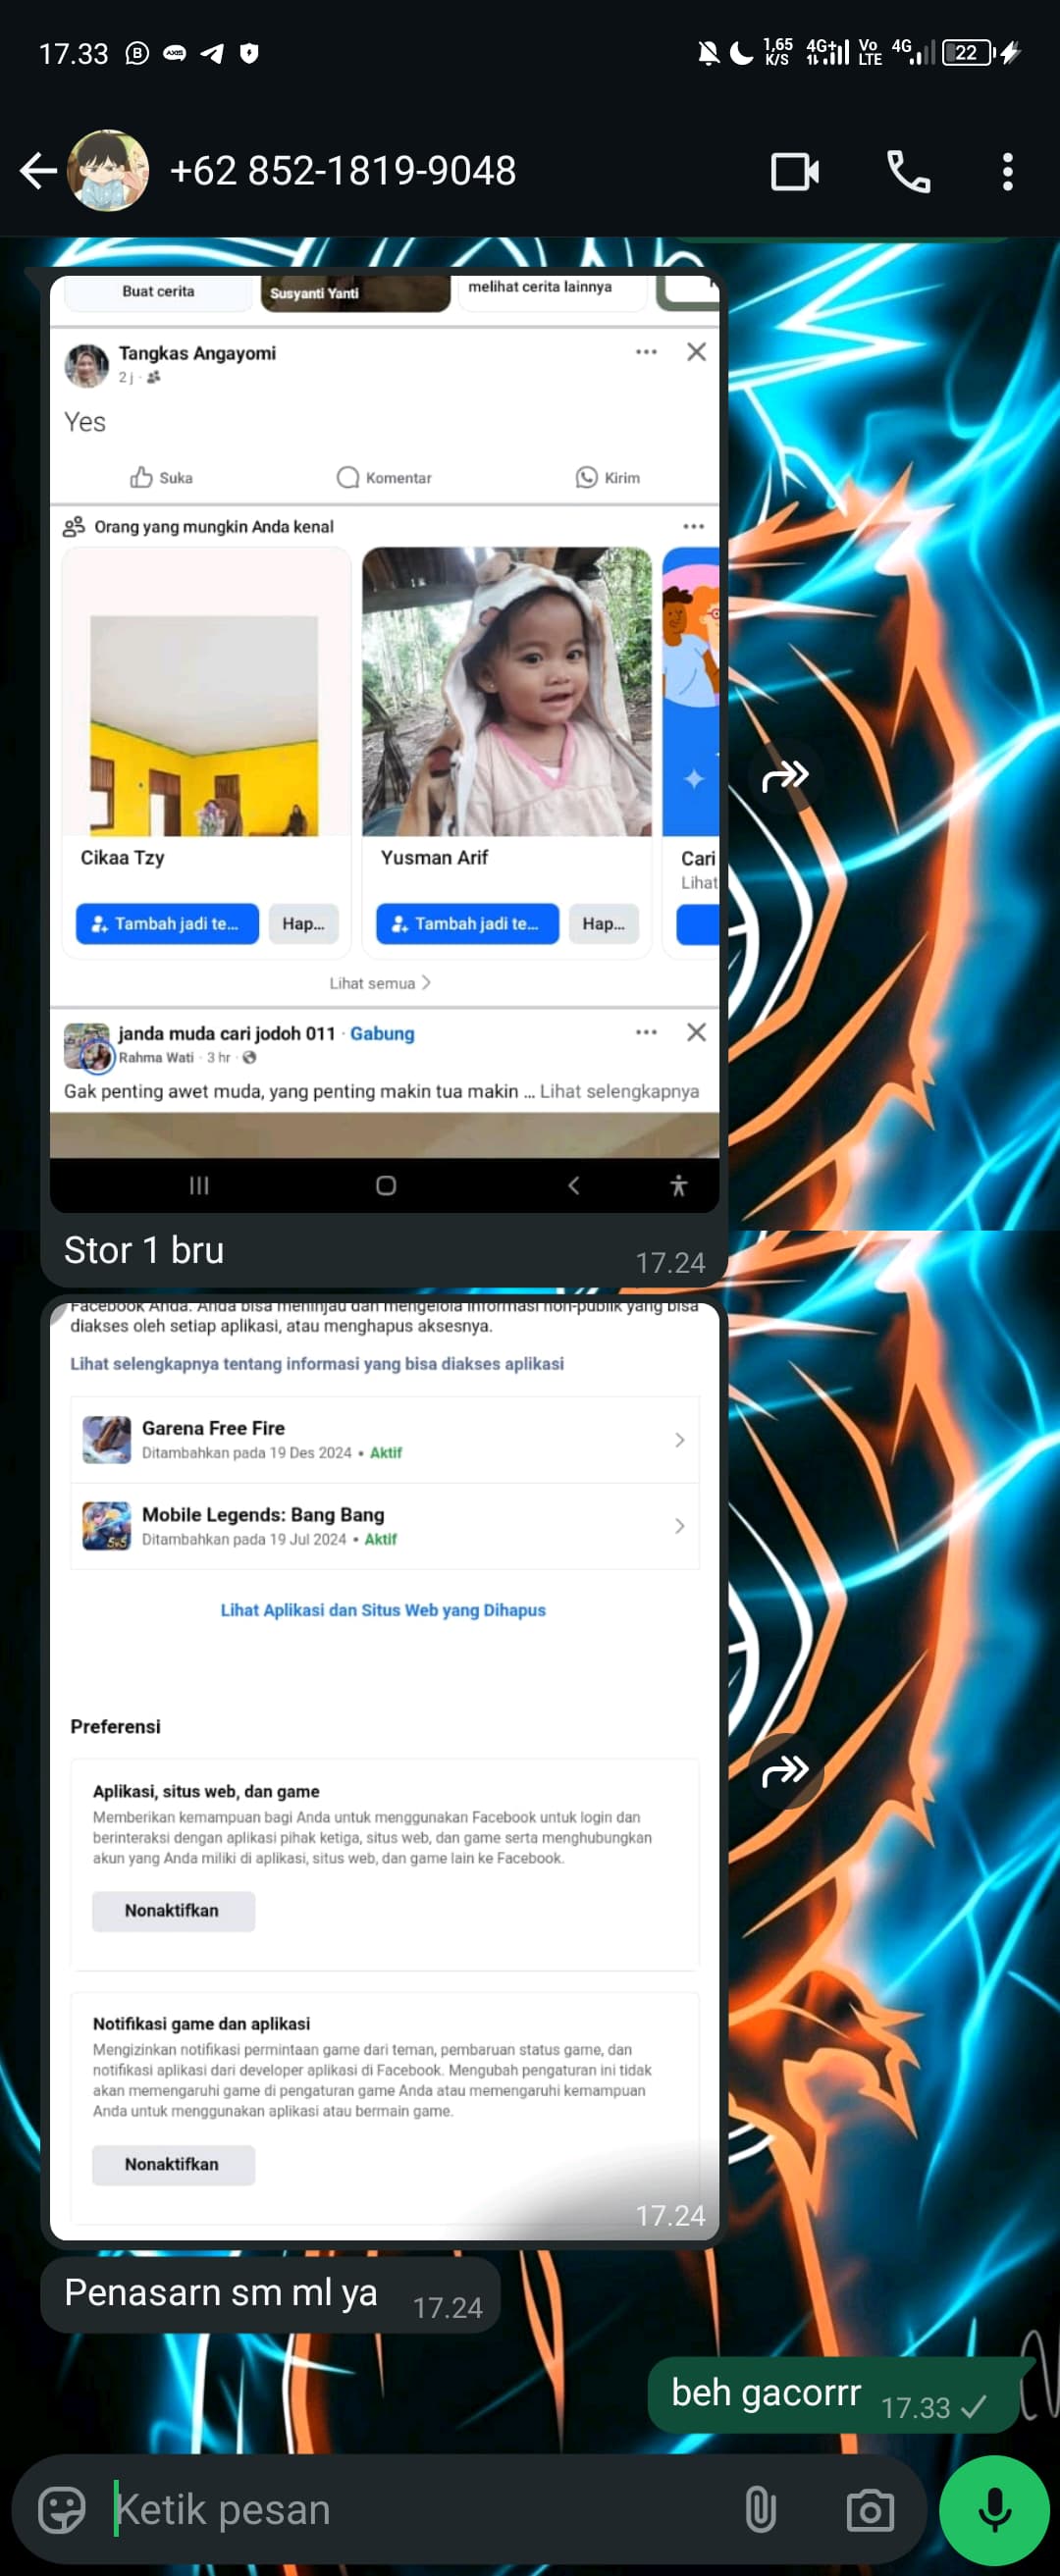 17.33
1,65 K/S 4G+ Vo LTE 4G 22
+62 852-1819-9048
Buat cerita
Susyanti Yanti
melihat cerita lainnya
Tangkas Angayomi
2 j
Yes
Suka Komentar Kirim
Orang yang mungkin Anda kenal
Cikaa Tzy
Yusman Arif
Cari
Lihat
Tambah jadi te... Hap...
Tambah jadi te... Hap...
Lihat semua
janda muda cari jodoh 011 · Gabung
Rahma Wati · 3 hr ·
Gak penting awet muda, yang penting makin tua makin ... Lihat selengkapnya
Stor 1 bru
17.24
Facebook Anda. Anda bisa meninjau dan mengelola informasi non-publik yang bisa
diakses oleh setiap aplikasi, atau menghapus aksesnya.
Lihat selengkapnya tentang informasi yang bisa diakses aplikasi
Garena Free Fire
Ditambahkan pada 19 Des 2024 • Aktif
Mobile Legends: Bang Bang
Ditambahkan pada 19 Jul 2024 • Aktif
Lihat Aplikasi dan Situs Web yang Dihapus
Preferensi
Aplikasi, situs web, dan game
Memberikan kemampuan bagi Anda untuk menggunakan Facebook untuk login dan
berinteraksi dengan aplikasi pihak ketiga, situs web, dan game serta menghubungkan
akun yang Anda miliki di aplikasi, situs web, dan game lain ke Facebook.
Nonaktifkan
Notifikasi game dan aplikasi
Mengizinkan notifikasi permintaan game dari teman, pembaruan status game, dan
notifikasi aplikasi dari developer aplikasi di Facebook. Mengubah pengaturan ini tidak
akan memengaruhi game di pengaturan game Anda atau memengaruhi kemampuan
Anda untuk menggunakan aplikasi atau bermain game.
Nonaktifkan
17.24
Penasarn sm ml ya 17.24
beh gacorrr 17.33
Ketik pesan